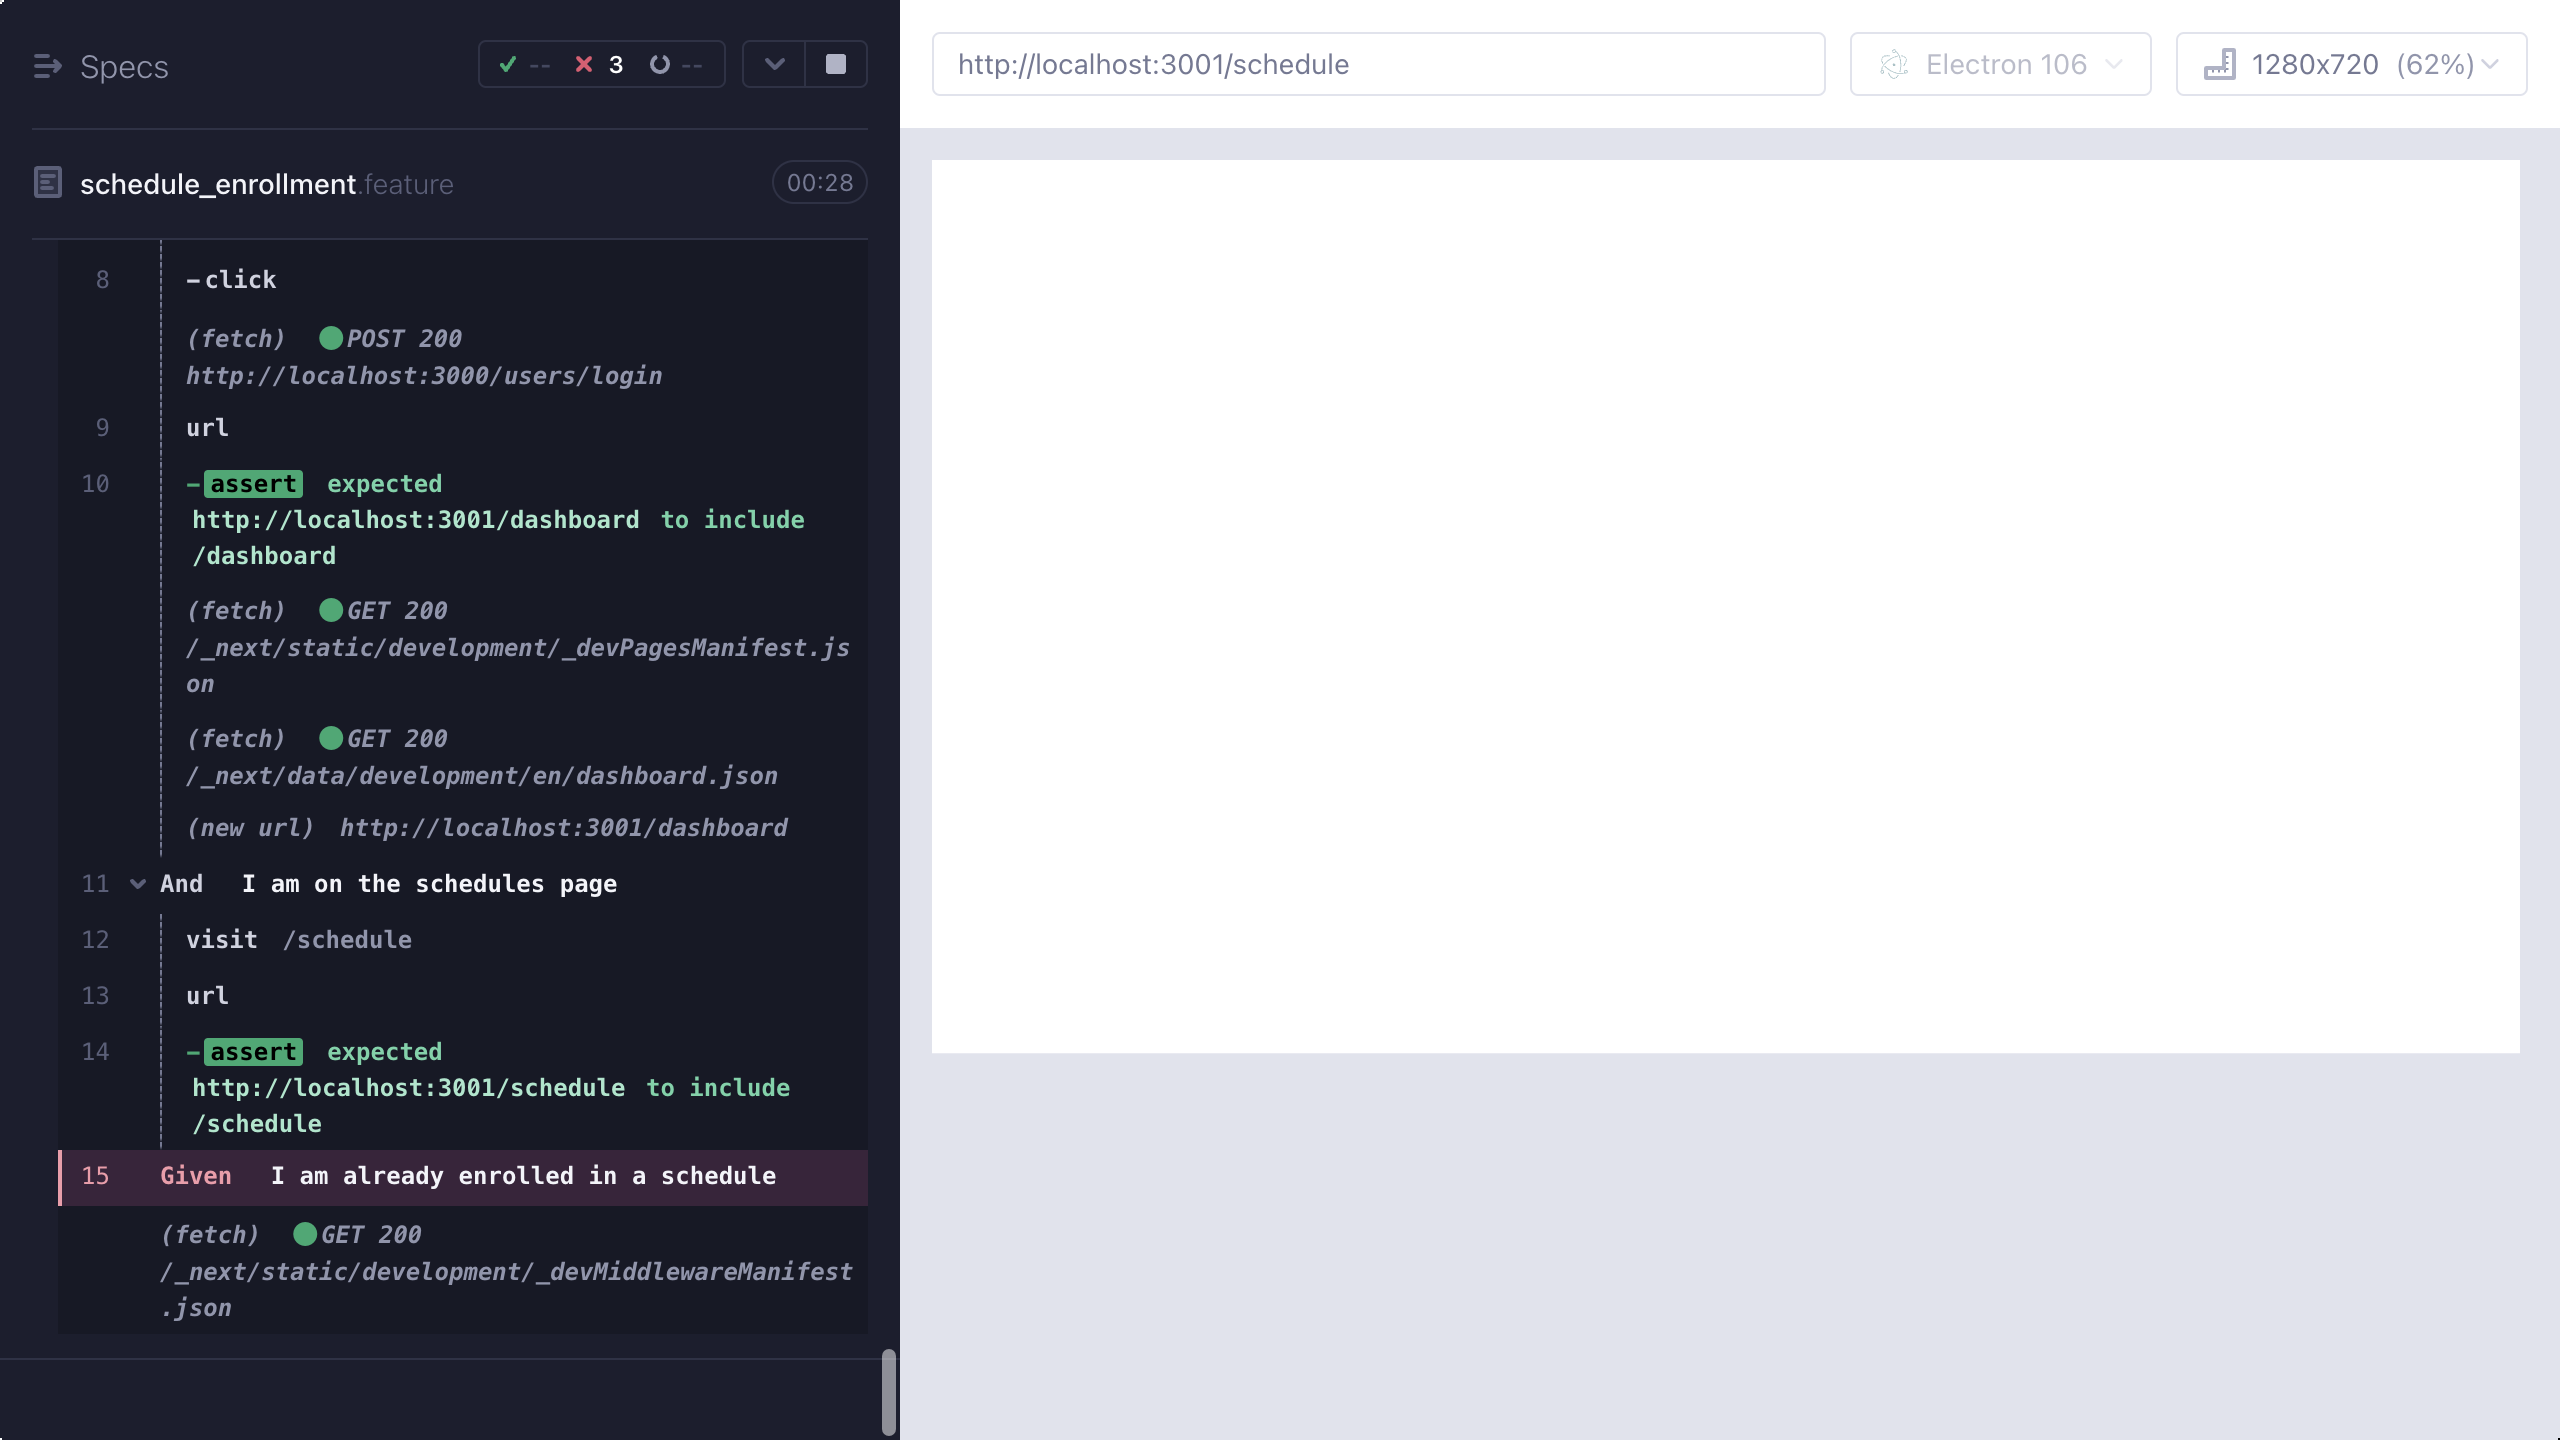 Specs
-- 3 --
schedule_enrollment.feature 00:28
8 -click
(fetch) POST 200
http://localhost:3000/users/login
9 url
10 -assert expected
http://localhost:3001/dashboard to include
/dashboard
(fetch) GET 200
/_next/static/development/_devPagesManifest.js
on
(fetch) GET 200
/_next/data/development/en/dashboard.json
(new url) http://localhost:3001/dashboard
11 And I am on the schedules page
12 visit /schedule
13 url
14 -assert expected
http://localhost:3001/schedule to include
/schedule
15 Given I am already enrolled in a schedule
(fetch) GET 200
/_next/static/development/_devMiddlewareManifest
.json
http://localhost:3001/schedule
Electron 106
1280x720 (62%)